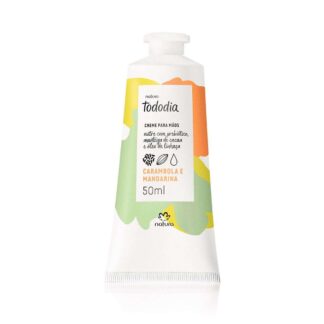 natura
Tododia
CREME PARA MÃOS
nutre com prebiótico,
manteiga de cacau
e óleo de linhaça
CARAMBOLA E
MANDARINA
50ml
natura